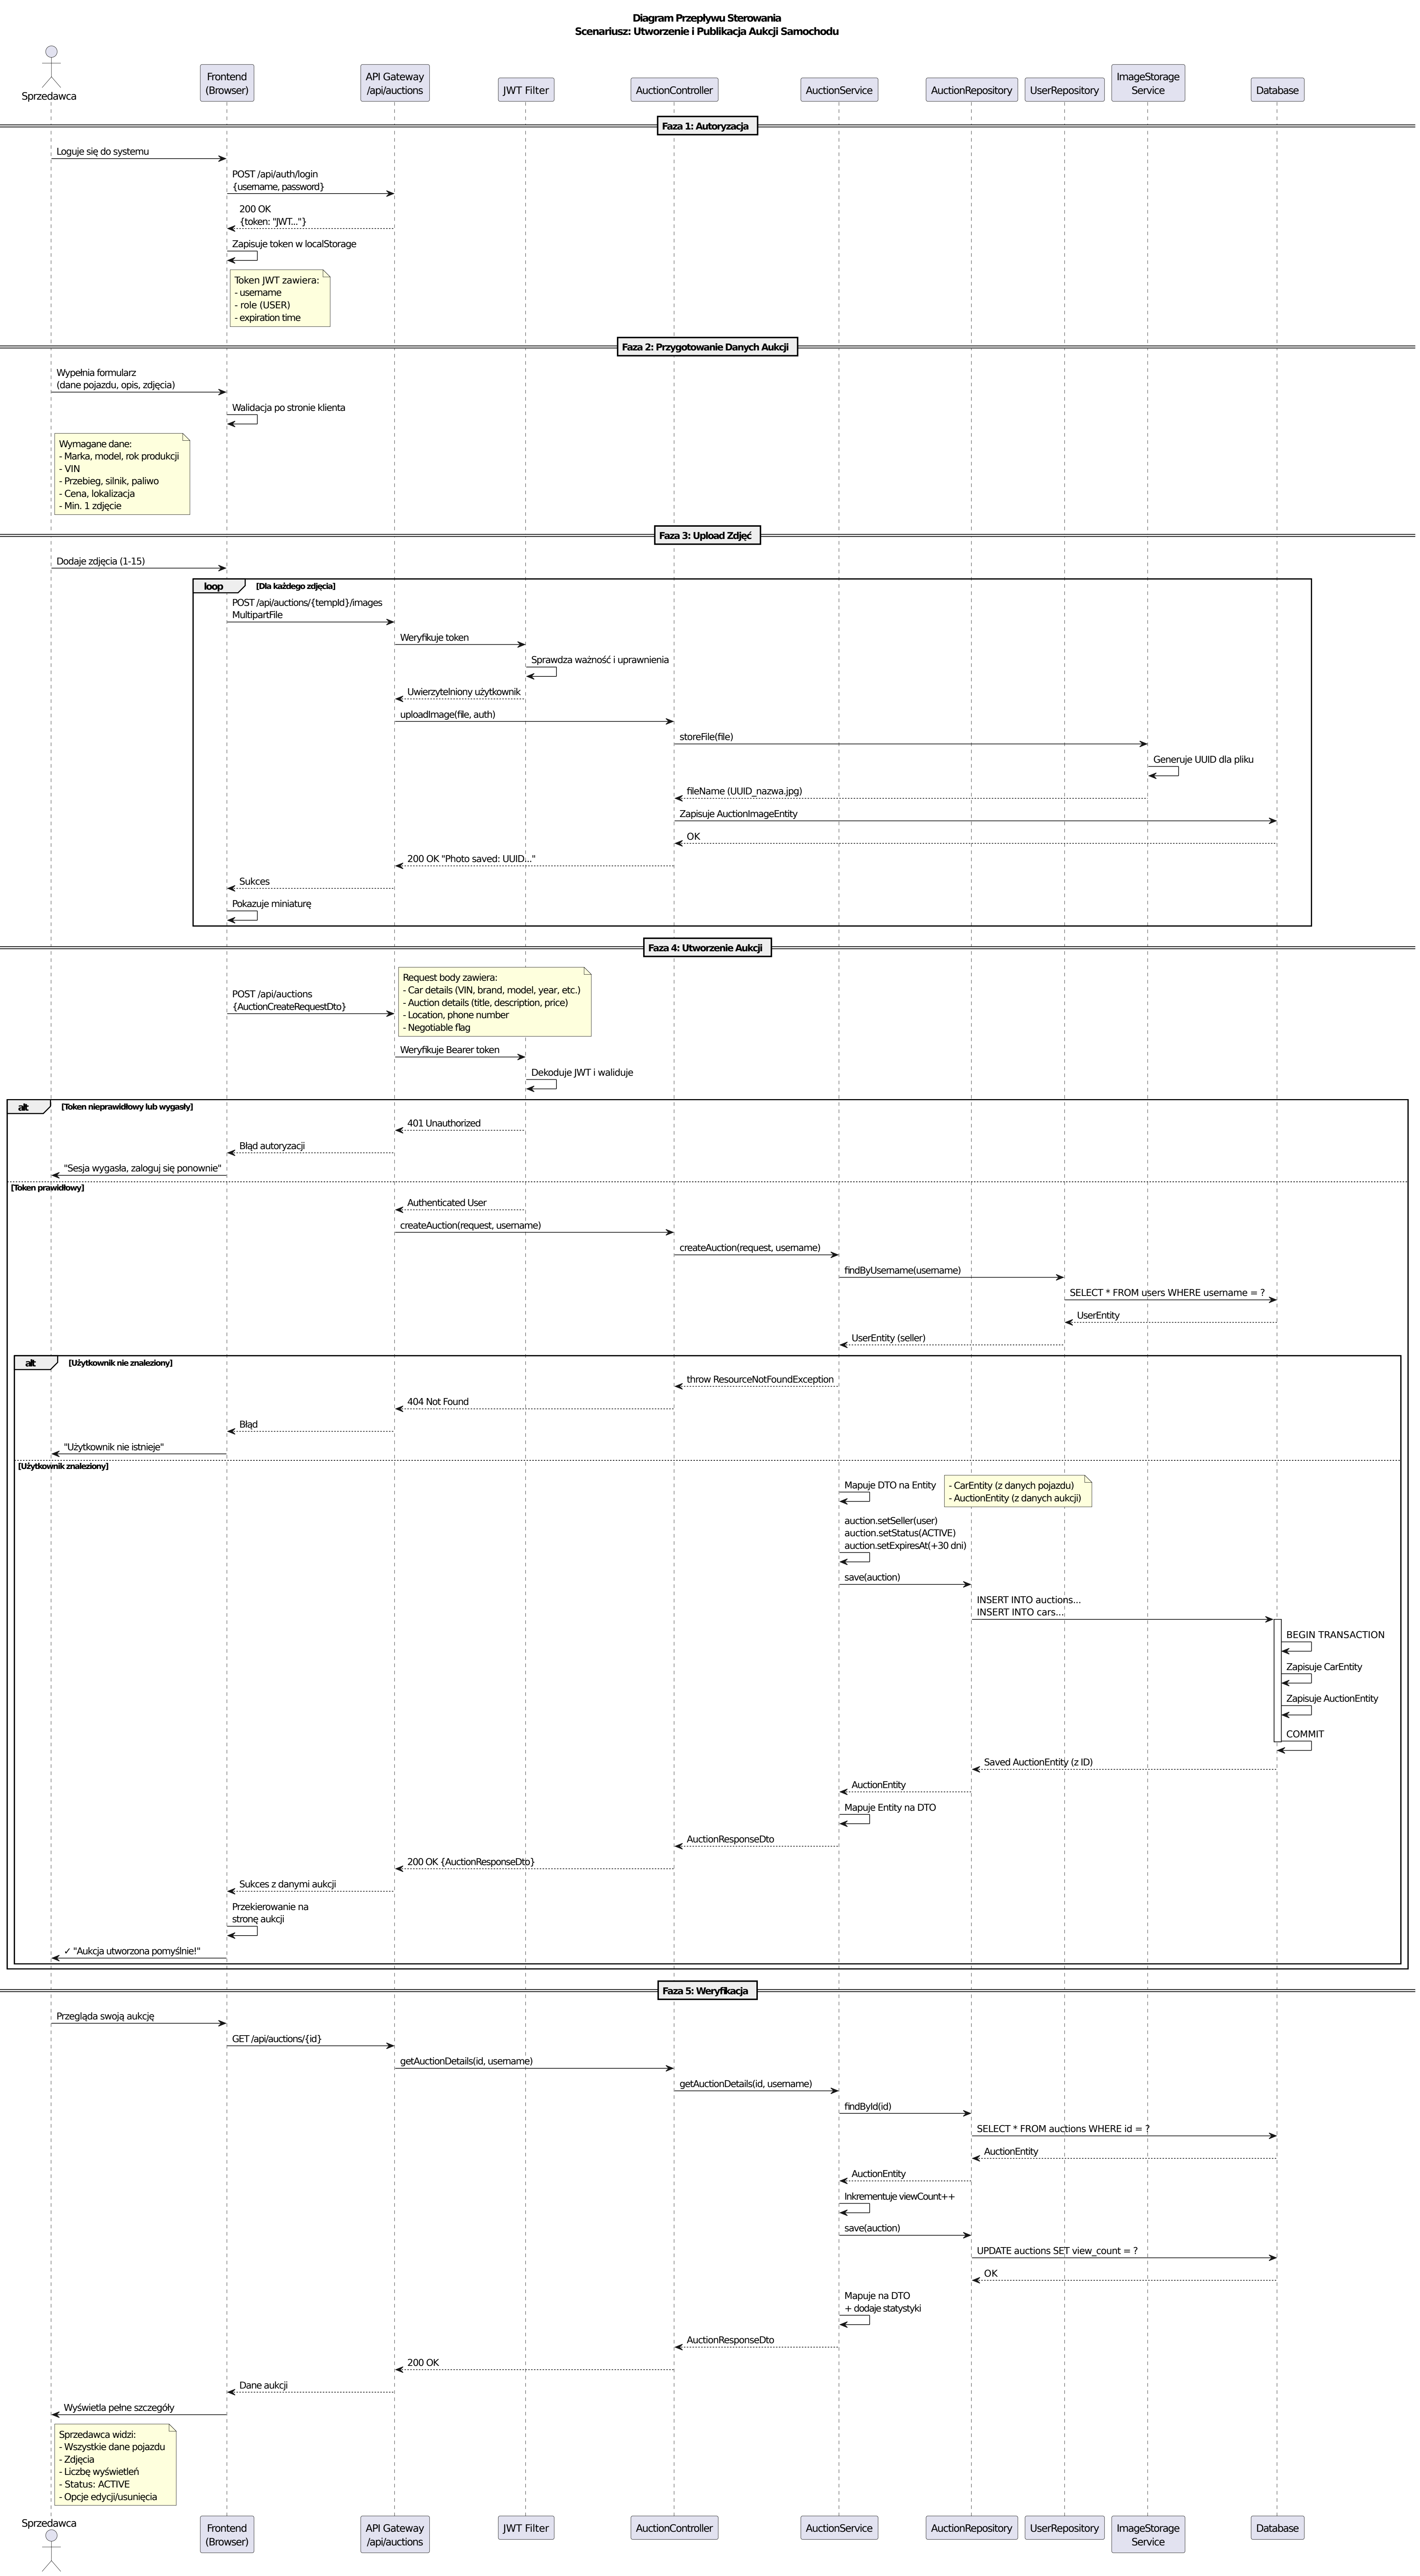 Diagram Przepływu Sterowania
Scenariusz: Utworzenie i Publikacja Aukcji Samochodu
Sprzedawca
Frontend
(Browser)
API Gateway
/api/auctions
JWT Filter
AuctionController
AuctionService
AuctionRepository
UserRepository
ImageStorage
Service
Database
Faza 1: Autoryzacja
Loguje się do systemu
POST /api/auth/login
{username, password}
200 OK
{token: "JWT..."}
Zapisuje token w localStorage
Token JWT zawiera:
- username
- role (USER)
- expiration time
Faza 2: Przygotowanie Danych Aukcji
Wypełnia formularz
(dane pojazdu, opis, zdjęcia)
Walidacja po stronie klienta
Wymagane dane:
- Marka, model, rok produkcji
- VIN
- Przebieg, silnik, paliwo
- Cena, lokalizacja
- Min. 1 zdjęcie
Faza 3: Upload Zdjęć
Dodaje zdjęcia (1-15)
loop
[Dla każdego zdjęcia]
POST /api/auctions/{tempId}/images
MultipartFile
Weryfikuje token
Sprawdza ważność i uprawnienia
Uwierzytelniony użytkownik
uploadImage(file, auth)
storeFile(file)
Generuje UUID dla pliku
fileName (UUID_nazwa.jpg)
Zapisuje AuctionImageEntity
OK
200 OK "Photo saved: UUID..."
Sukces
Pokazuje miniaturę
Faza 4: Utworzenie Aukcji
POST /api/auctions
{AuctionCreateRequestDto}
Request body zawiera:
- Car details (VIN, brand, model, year, etc.)
- Auction details (title, description, price)
- Location, phone number
- Negotiable flag
Weryfikuje Bearer token
Dekoduje JWT i waliduje
alt
[Token nieprawidłowy lub wygasły]
401 Unauthorized
Błąd autoryzacji
"Sesja wygasła, zaloguj się ponownie"
[Token prawidłowy]
Authenticated User
createAuction(request, username)
createAuction(request, username)
findByUsername(username)
SELECT * FROM users WHERE username = ?
UserEntity
UserEntity (seller)
alt
[Użytkownik nie znaleziony]
throw ResourceNotFoundException
404 Not Found
Błąd
"Użytkownik nie istnieje"
[Użytkownik znaleziony]
Mapuje DTO na Entity
- CarEntity (z danych pojazdu)
- AuctionEntity (z danych aukcji)
auction.setSeller(user)
auction.setStatus(ACTIVE)
auction.setExpiresAt(+30 dni)
save(auction)
INSERT INTO auctions...
INSERT INTO cars...
BEGIN TRANSACTION
Zapisuje CarEntity
Zapisuje AuctionEntity
COMMIT
Saved AuctionEntity (z ID)
AuctionEntity
Mapuje Entity na DTO
AuctionResponseDto
200 OK {AuctionResponseDto}
Sukces z danymi aukcji
Przekierowanie na
stronę aukcji
✓ "Aukcja utworzona pomyślnie!"
Faza 5: Weryfikacja
Przegląda swoją aukcję
GET /api/auctions/{id}
getAuctionDetails(id, username)
getAuctionDetails(id, username)
findById(id)
SELECT * FROM auctions WHERE id = ?
AuctionEntity
AuctionEntity
Inkrementuje viewCount++
save(auction)
UPDATE auctions SET view_count = ?
OK
Mapuje na DTO
+ dodaje statystyki
AuctionResponseDto
200 OK
Dane aukcji
Wyświetla pełne szczegóły
Sprzedawca widzi:
- Wszystkie dane pojazdu
- Zdjęcia
- Liczbę wyświetleń
- Status: ACTIVE
- Opcje edycji/usunięcia
Sprzedawca
Frontend
(Browser)
API Gateway
/api/auctions
JWT Filter
AuctionController
AuctionService
AuctionRepository
UserRepository
ImageStorage
Service
Database